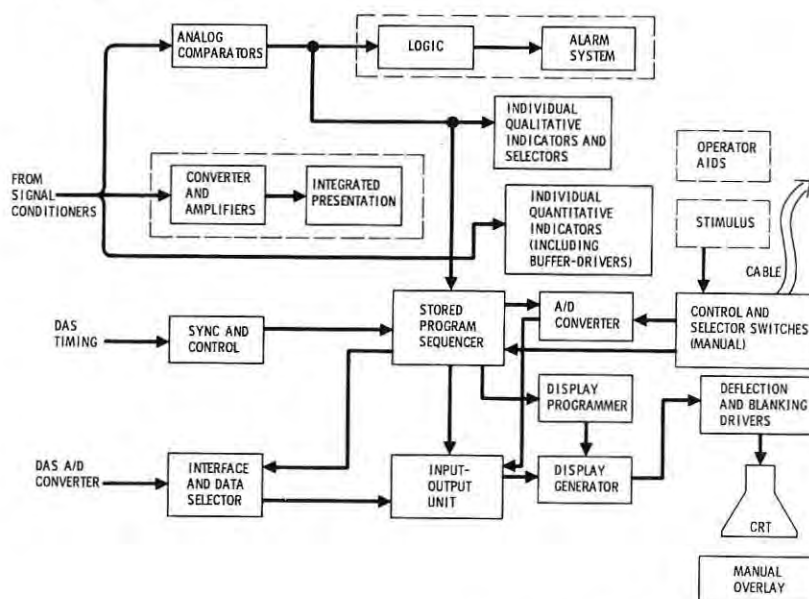 ANALOG
COMPARATORS
LOGIC
ALARM
SYSTEM
INDIVIDUAL
QUALITATIVE
INDICATORS AND
SELECTORS
OPERATOR
AIDS
FROM
SIGNAL
CONDITIONERS
CONVERTER
AND
AMPLIFIERS
INTEGRATED
PRESENTATION
INDIVIDUAL
QUANTITATIVE
INDICATORS
(INCLUDING
BUFFER-DRIVERS)
STIMULUS
CABLE
DAS
TIMING
SYNC AND
CONTROL
STORED
PROGRAM
SEQUENCER
A/D
CONVERTER
CONTROL AND
SELECTOR SWITCHES
(MANUAL)
DISPLAY
PROGRAMMER
DEFLECTION
AND BLANKING
DRIVERS
DAS A/D
CONVERTER
INTERFACE
AND DATA
SELECTOR
INPUT-
OUTPUT
UNIT
DISPLAY
GENERATOR
CRT
MANUAL
OVERLAY